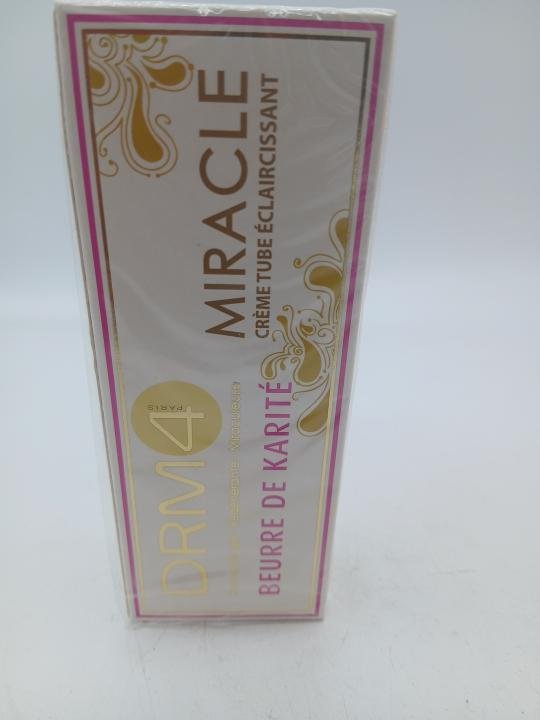 DRM4
PARIS
MIRACLE
CRÈME TUBE ÉCLAIRCISSANT
BEURRE DE KARITÉ